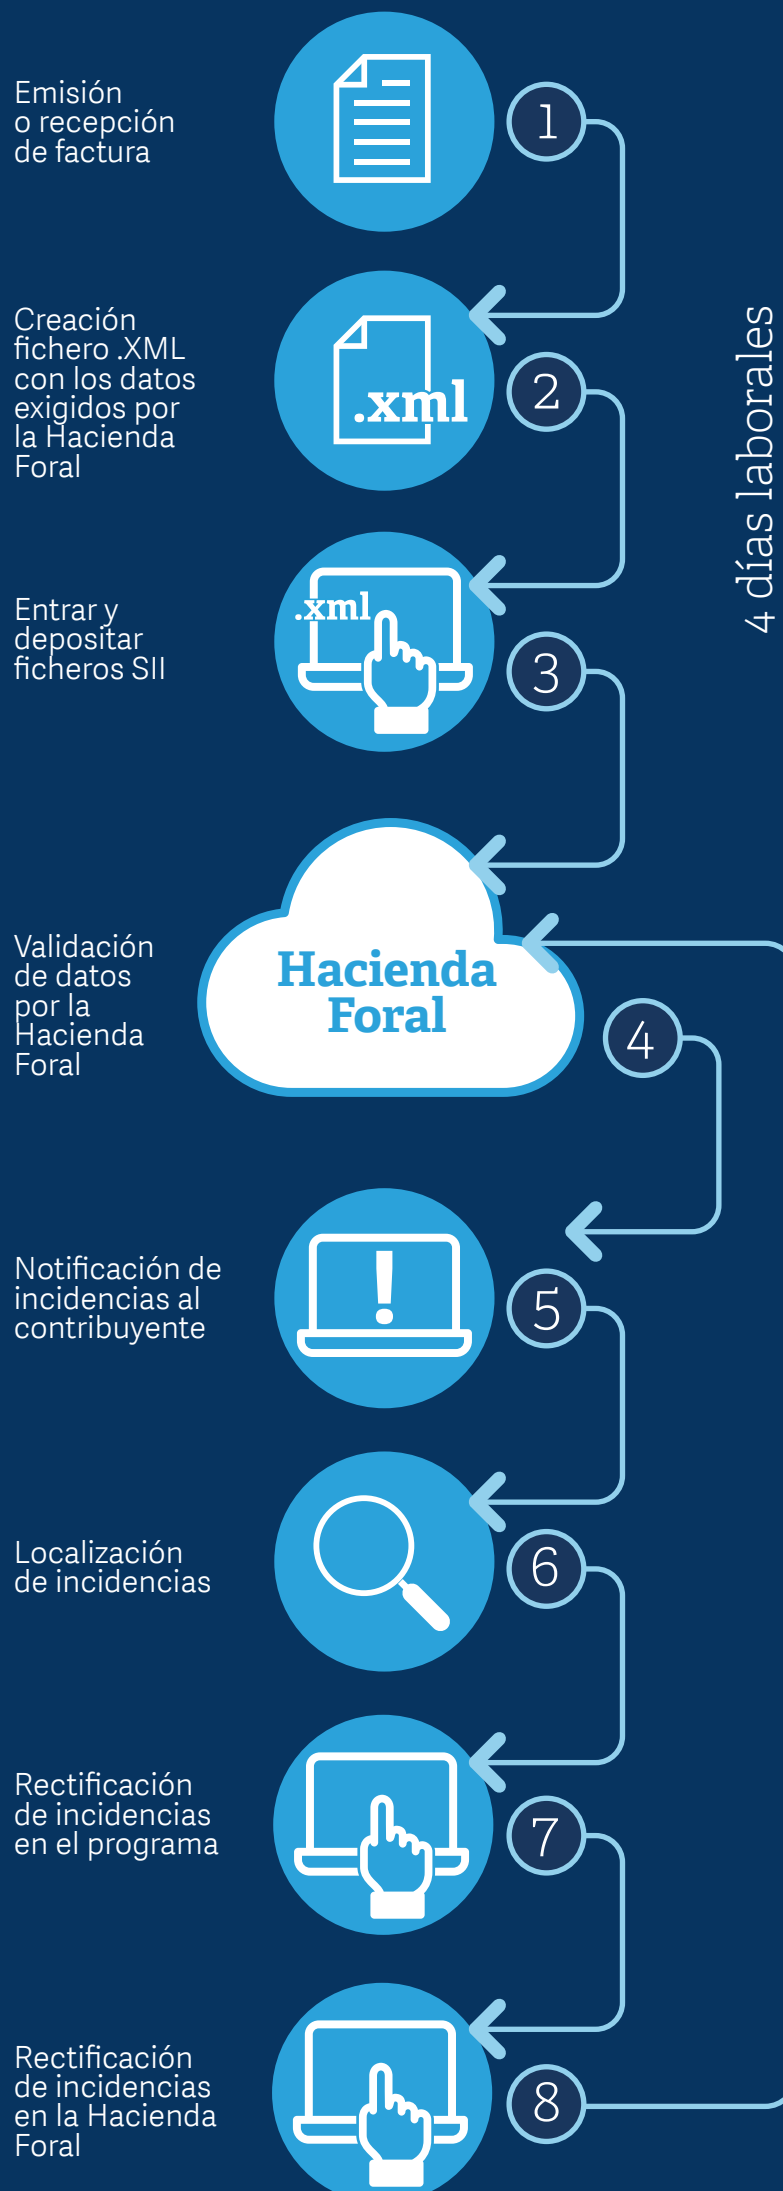 Emisión
o recepción
de factura
1
Creación
fichero .XML
con los datos
exigidos por
la Hacienda
Foral
.xml
2
4 días laborales
Entrar y
depositar
ficheros SII
.xml
3
Validación
de datos
por la
Hacienda
Foral
Hacienda
Foral
4
Notificación de
incidencias al
contribuyente
!
5
Localización
de incidencias
6
Rectificación
de incidencias
en el programa
7
Rectificación
de incidencias
en la Hacienda
Foral
8